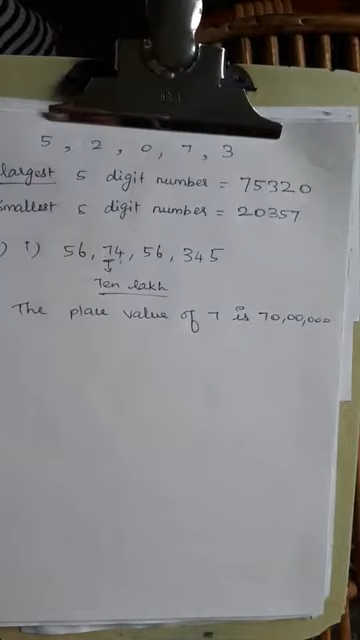 5, 2, 0, 7, 3
largest 5 digit number = 75320
smallest 5 digit number = 20357
) i) 56, 74, 56, 345
Ten lakh
The place value of 7 is 70,00,000